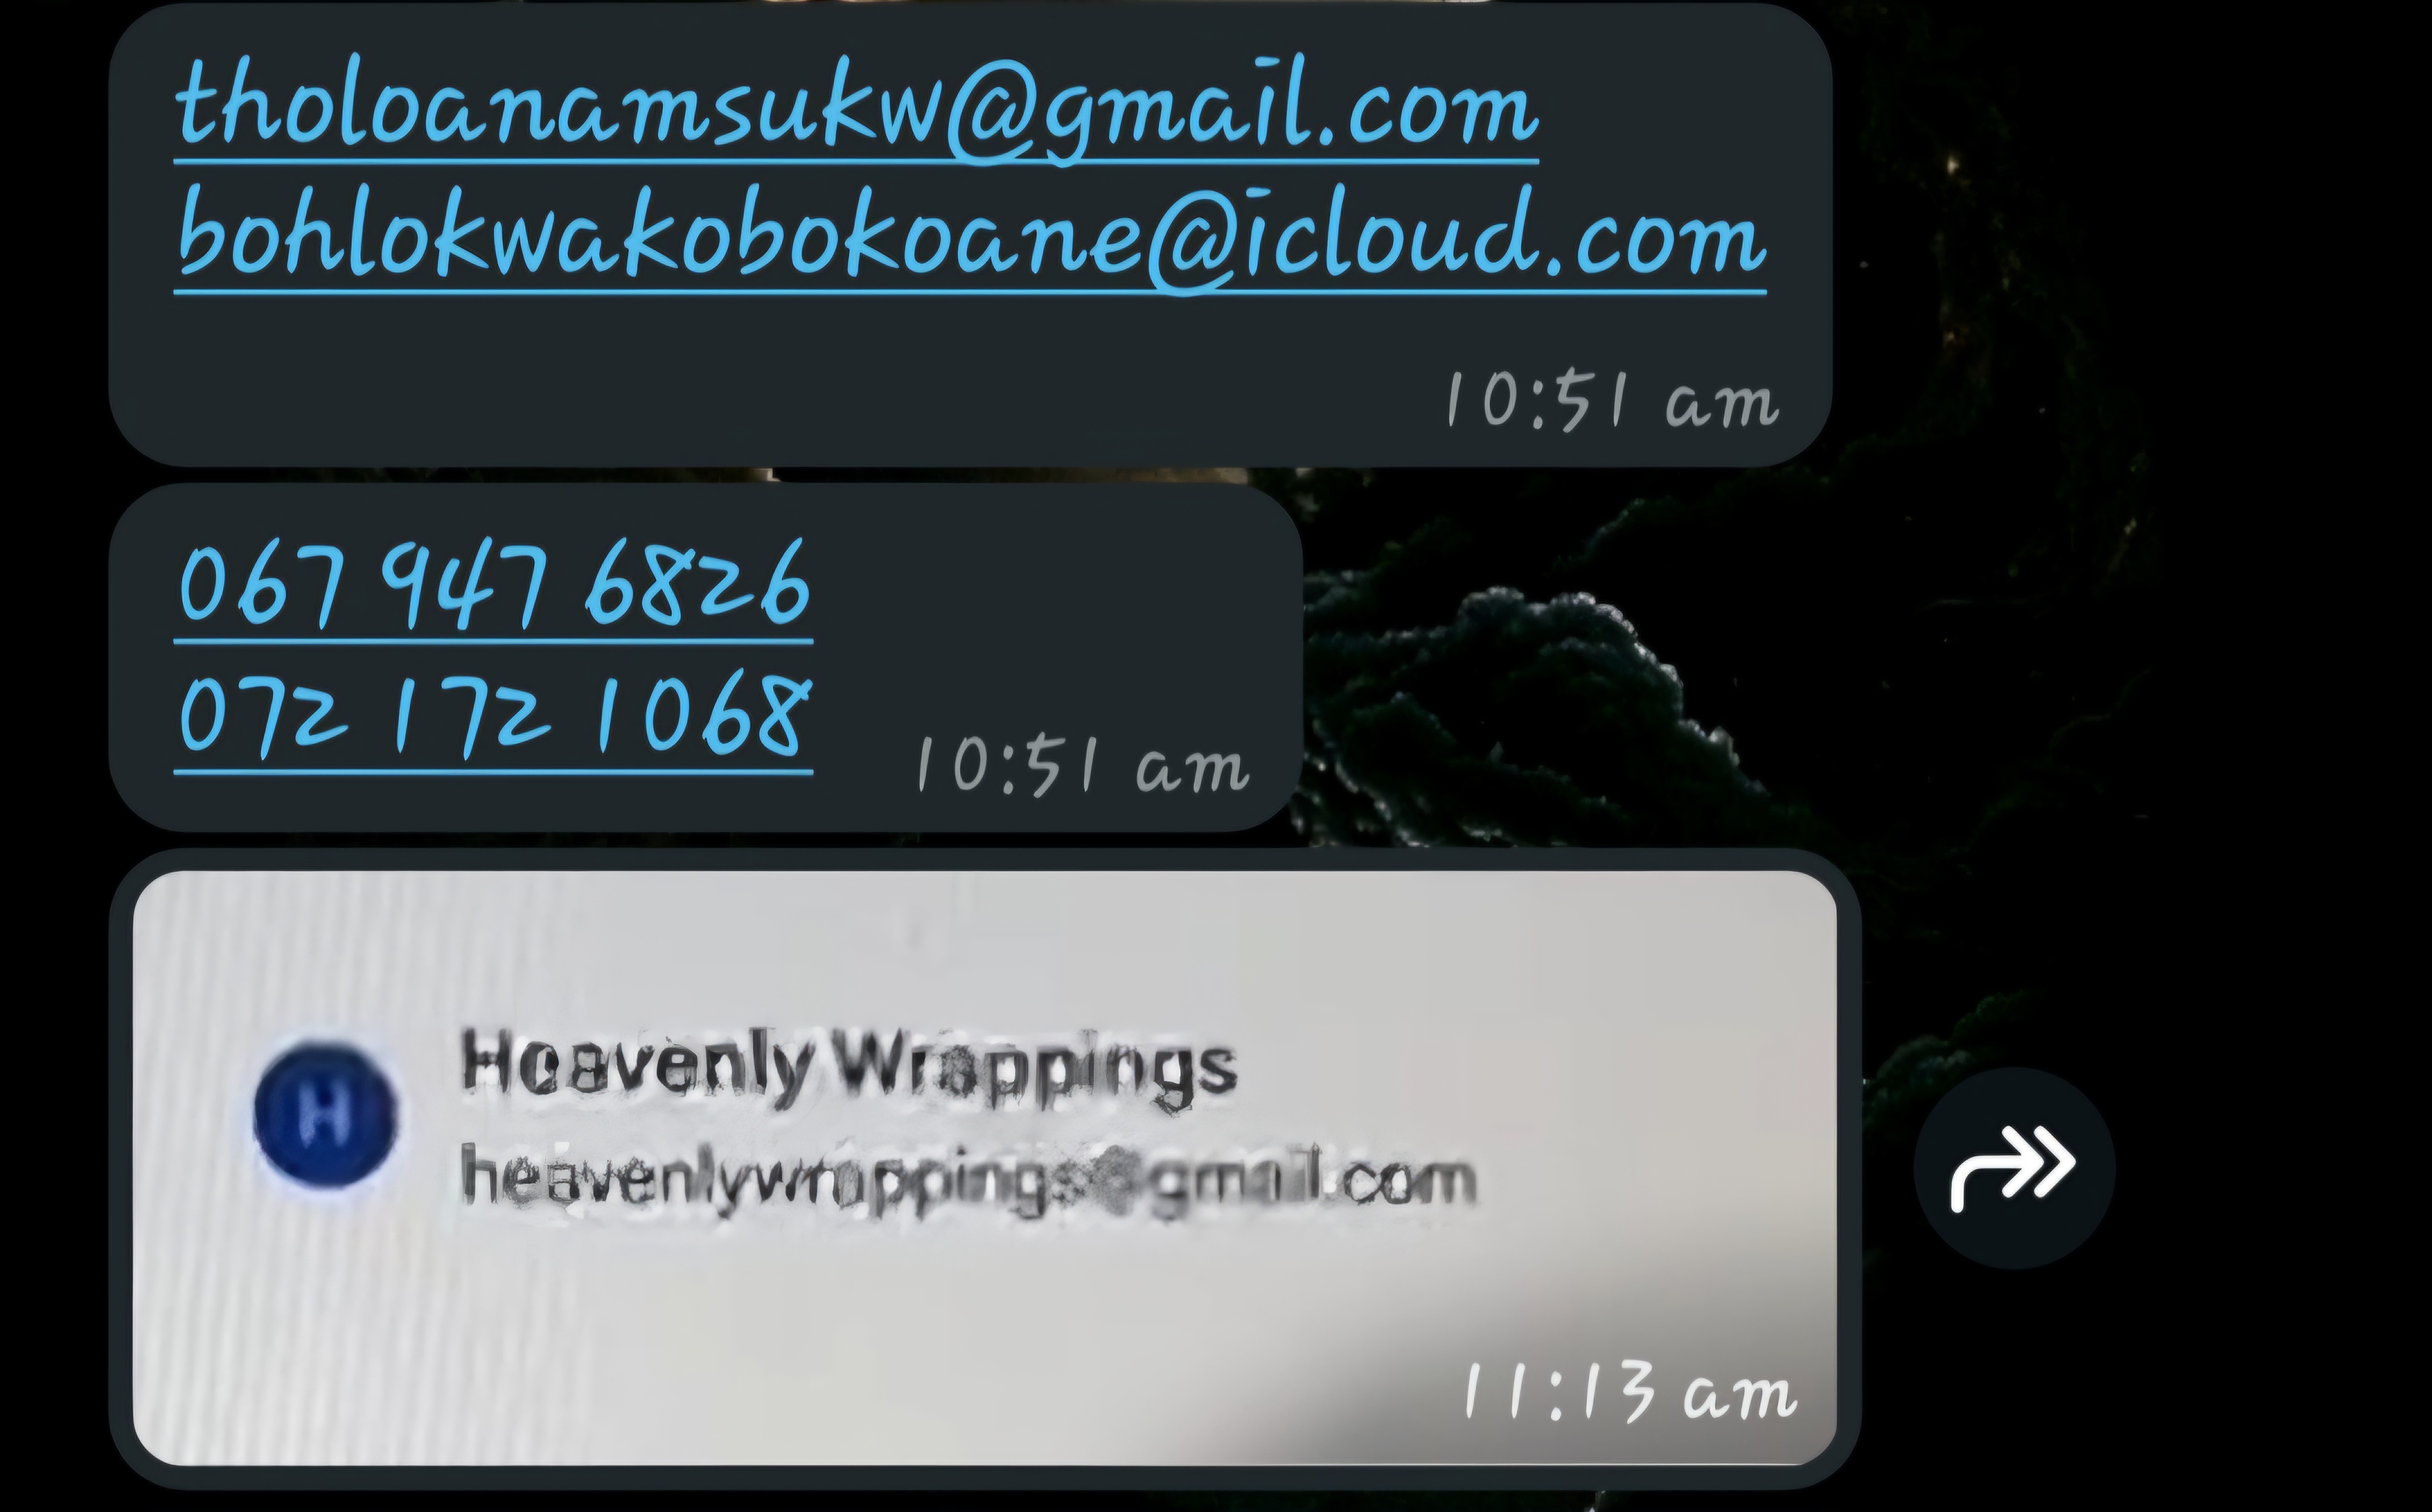 tholoanamsukw@gmail.com
bohlokwakobokoane@icloud.com
10:51 am
067 947 6826
072 172 1068
10:51 am
H
Heavenly Wrappings
heavenlywrappings@gmail.com
11:13 am